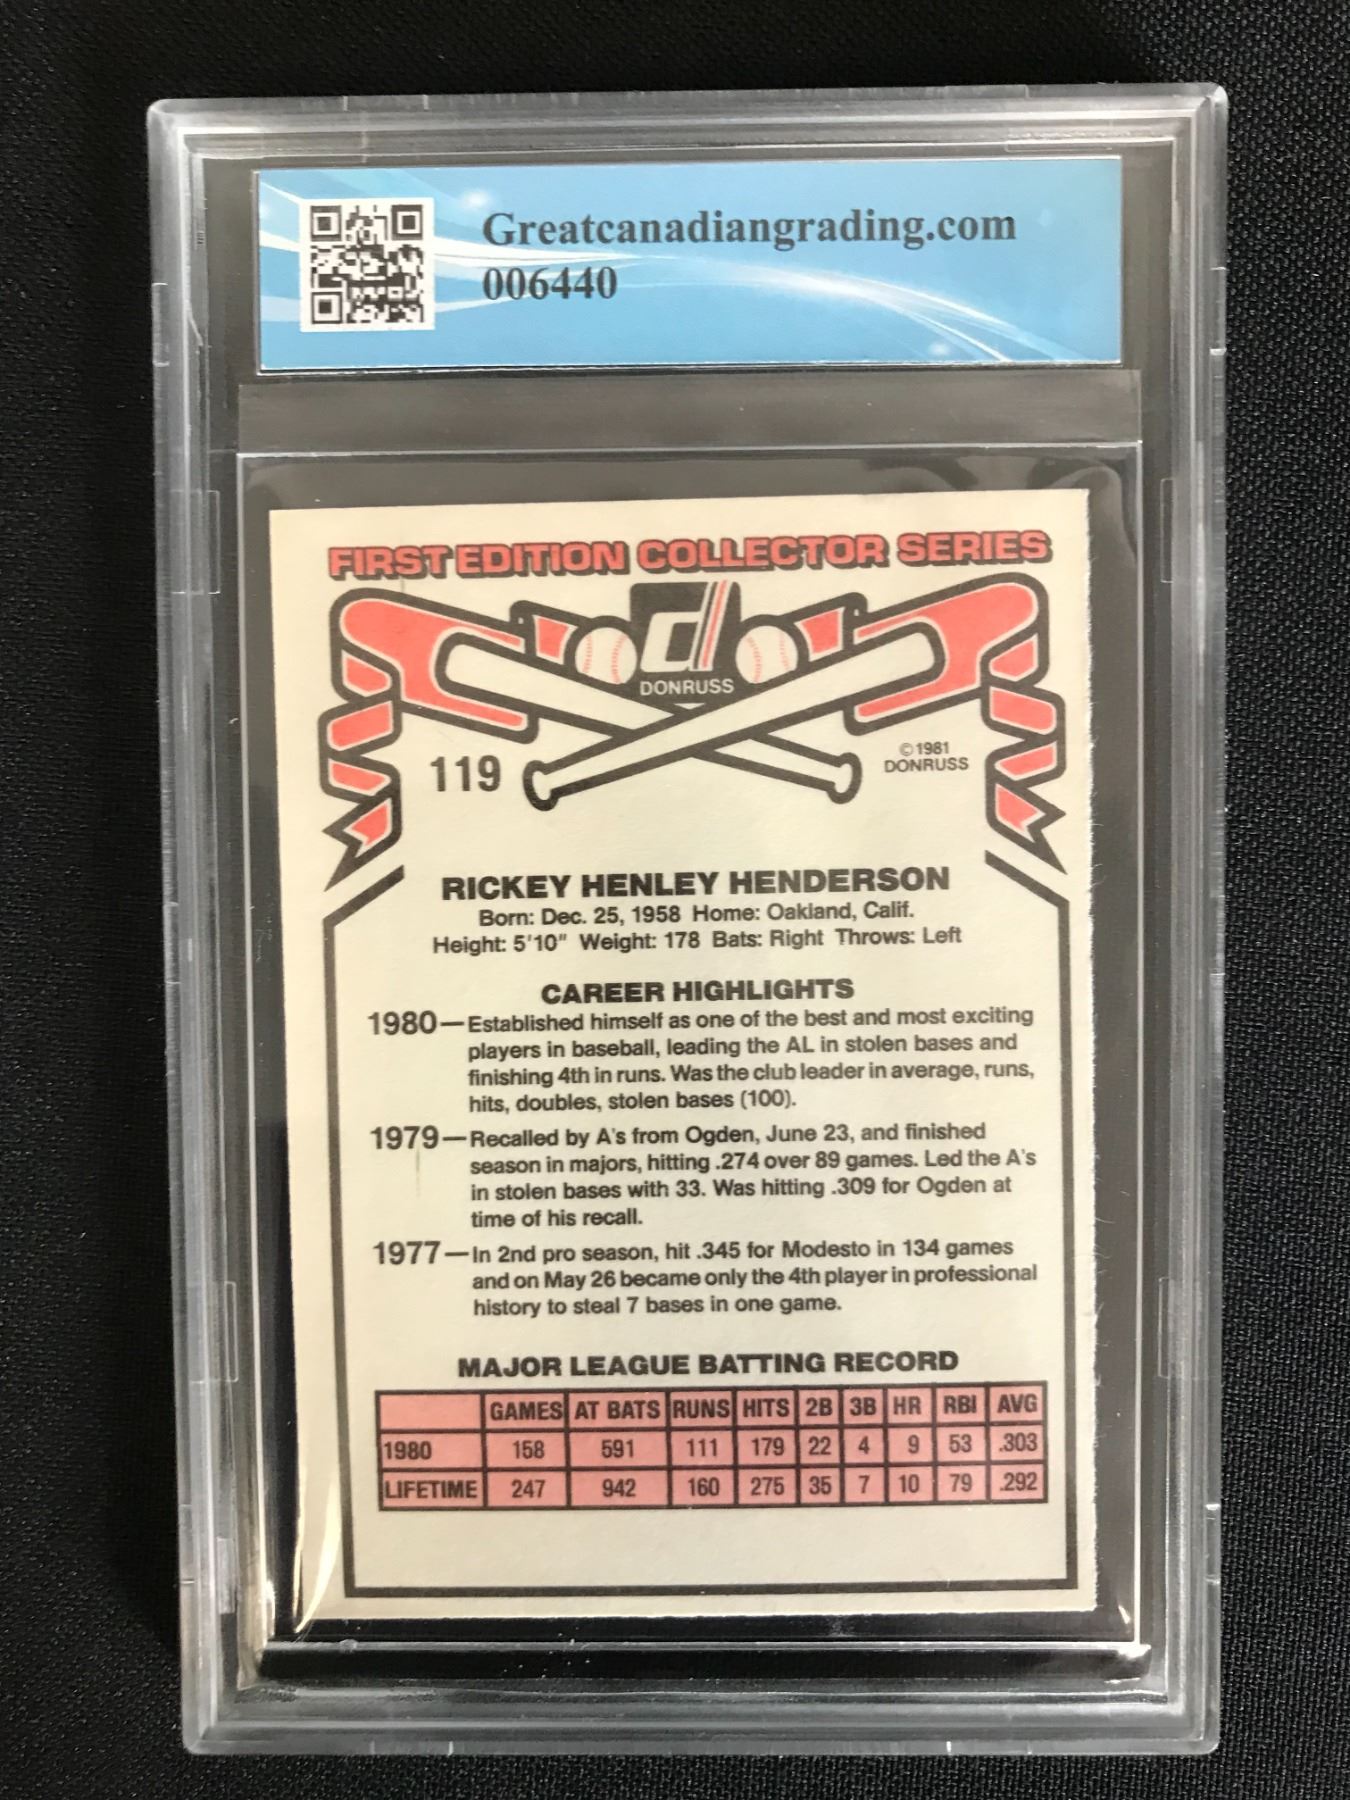 Greatcanadiangrading.com
006440
FIRST EDITION COLLECTOR SERIES
d
DONRUSS
119
© 1981
DONRUSS
RICKEY HENLEY HENDERSON
Born: Dec. 25, 1958 Home: Oakland, Calif.
Height: 5'10" Weight: 178 Bats: Right Throws: Left
CAREER HIGHLIGHTS
1980—Established himself as one of the best and most exciting
players in baseball, leading the AL in stolen bases and
finishing 4th in runs. Was the club leader in average, runs,
hits, doubles, stolen bases (100).
1979—Recalled by A's from Ogden, June 23, and finished
season in majors, hitting .274 over 89 games. Led the A's
in stolen bases with 33. Was hitting .309 for Ogden at
time of his recall.
1977—In 2nd pro season, hit .345 for Modesto in 134 games
and on May 26 became only the 4th player in professional
history to steal 7 bases in one game.
MAJOR LEAGUE BATTING RECORD
GAMES AT BATS RUNS HITS 2B 3B HR RBI AVG
1980 158 591 111 179 22 4 9 53 .303
LIFETIME 247 942 160 275 35 7 10 79 .292